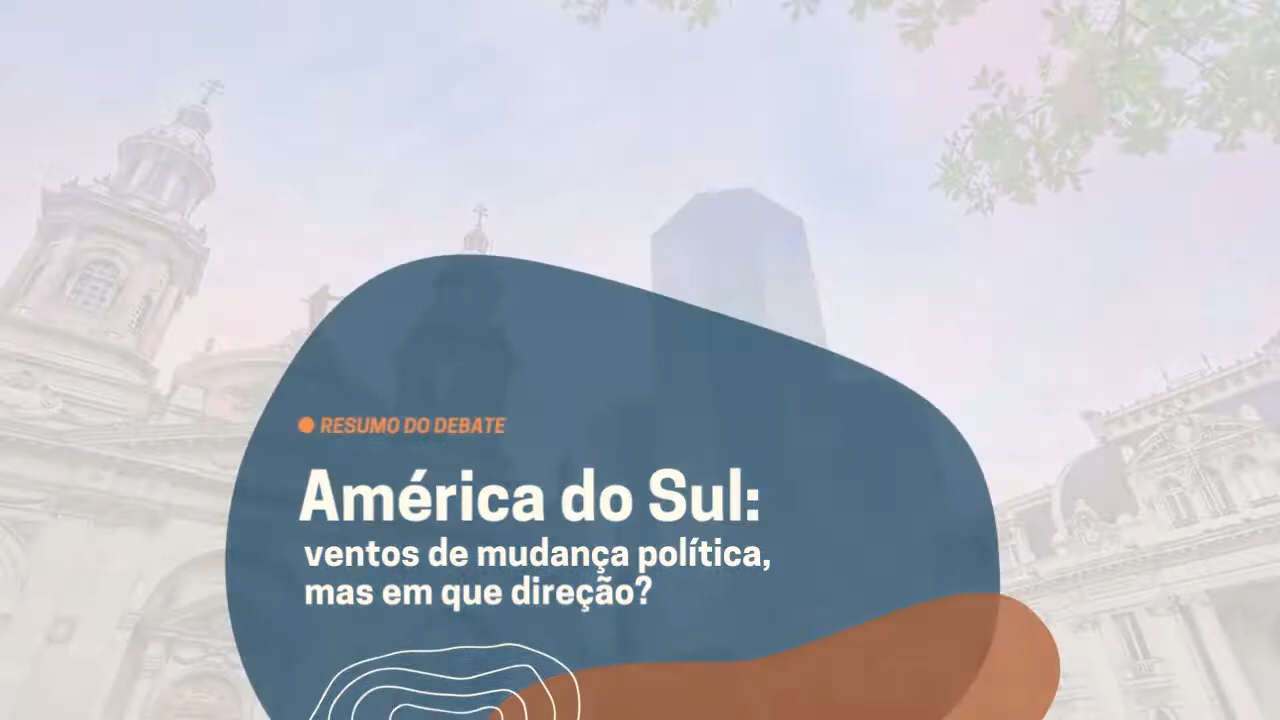 RESUMO DO DEBATE
América do Sul:
ventos de mudança política,
mas em que direção?